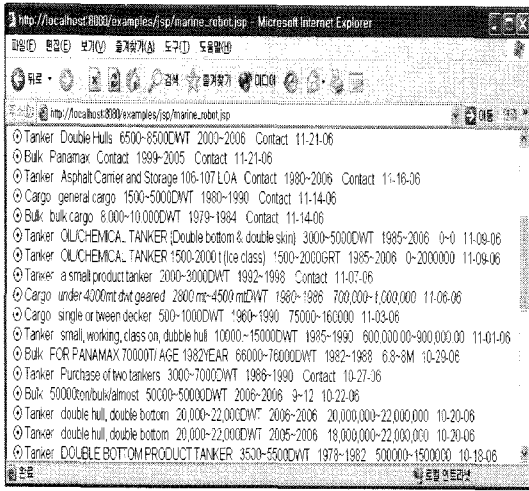 http://localhost:8080/examples/jsp/marine_robot.jsp - Microsoft Internet Explorer
파일(F) 편집(E) 보기(V) 즐겨찾기(A) 도구(T) 도움말(H)
뒤로 검색 즐겨찾기 미디어
주소(D) http://localhost:8080/examples/jsp/marine_robot.jsp 이동
Tanker Double Hulls 6500~8500DWT 2000~2006 Contact 11-21-06
Bulk Panamax Contact 1999~2005 Contact 11-21-06
Tanker Asphalt Carrier and Storage 106-107 LOA Contact 1980~2006 Contact 11-16-06
Cargo general cargo 1500~5000DWT 1980~1990 Contact 11-14-06
Bulk bulk cargo 8,000~10,000DWT 1979~1984 Contact 11-14-06
Tanker OIL/CHEMICAL TANKER (Double bottom & double skin) 3000~5000DWT 1985~2006 0~0 11-09-06
Tanker OIL/CHEMICAL TANKER 1500-2000 t (Ice class) 1500~2000GRT 1985~2006 0~2000000 11-09-06
Tanker a small product tanker 2000~3000DWT 1992~1998 Contact 11-07-06
Cargo under 4000mt dwt geared 2800 mt~4500 mtDWT 1980~1986 700,000~1,000,000 11-06-06
Cargo single or tween decker 500~1000DWT 1960~1990 75000~160000 11-03-06
Tanker small, working, class on, dubble hull 10000.~15000DWT 1985~1990 600,000.00~900,000.00 11-01-06
Bulk FOR PANAMAX 70000T/ AGE 1982YEAR 66000~76000DWT 1982~1988 6.8~8M 10-29-06
Tanker Purchase of two tankers 3000~7000DWT 1986~1990 Contact 10-27-06
Bulk 50000ton/bulk/almost 50000~50000DWT 2006~2006 9~12 10-22-06
Tanker double hull, double bottom 20,000~22,000DWT 2006~2006 20,000,000~22,000,000 10-20-06
Tanker double hull, double bottom 20,000~22,000DWT 2005~2006 18,000,000~22,000,000 10-20-06
Tanker DOUBLE BOTTOM PRODUCT TANKER 3500~5500DWT 1978~1982 500000~1500000 10-18-06
완료 로컬 인트라넷